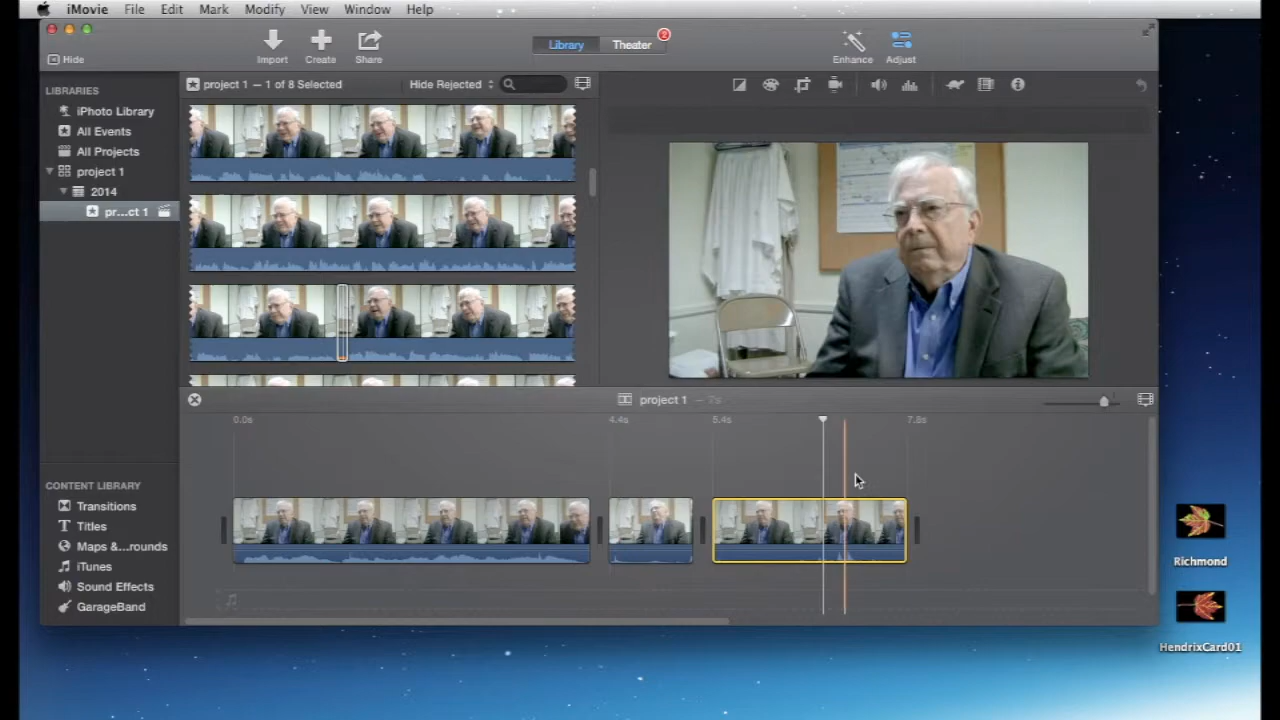 iMovie File Edit Mark Modify View Window Help
Hide
Import Create Share
Library Theater 2
Enhance Adjust
LIBRARIES
iPhoto Library
All Events
All Projects
project 1
2014
pr...ct 1
project 1 — 1 of 8 Selected
Hide Rejected
project 1 — 7s
0.0s 4.4s 5.4s 7.8s
CONTENT LIBRARY
Transitions
Titles
Maps &...rounds
iTunes
Sound Effects
GarageBand
Richmond
HendrixCard01